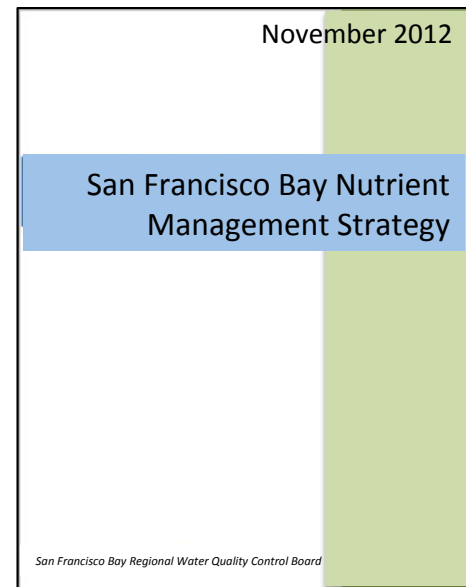 November 2012
San Francisco Bay Nutrient
Management Strategy
San Francisco Bay Regional Water Quality Control Board